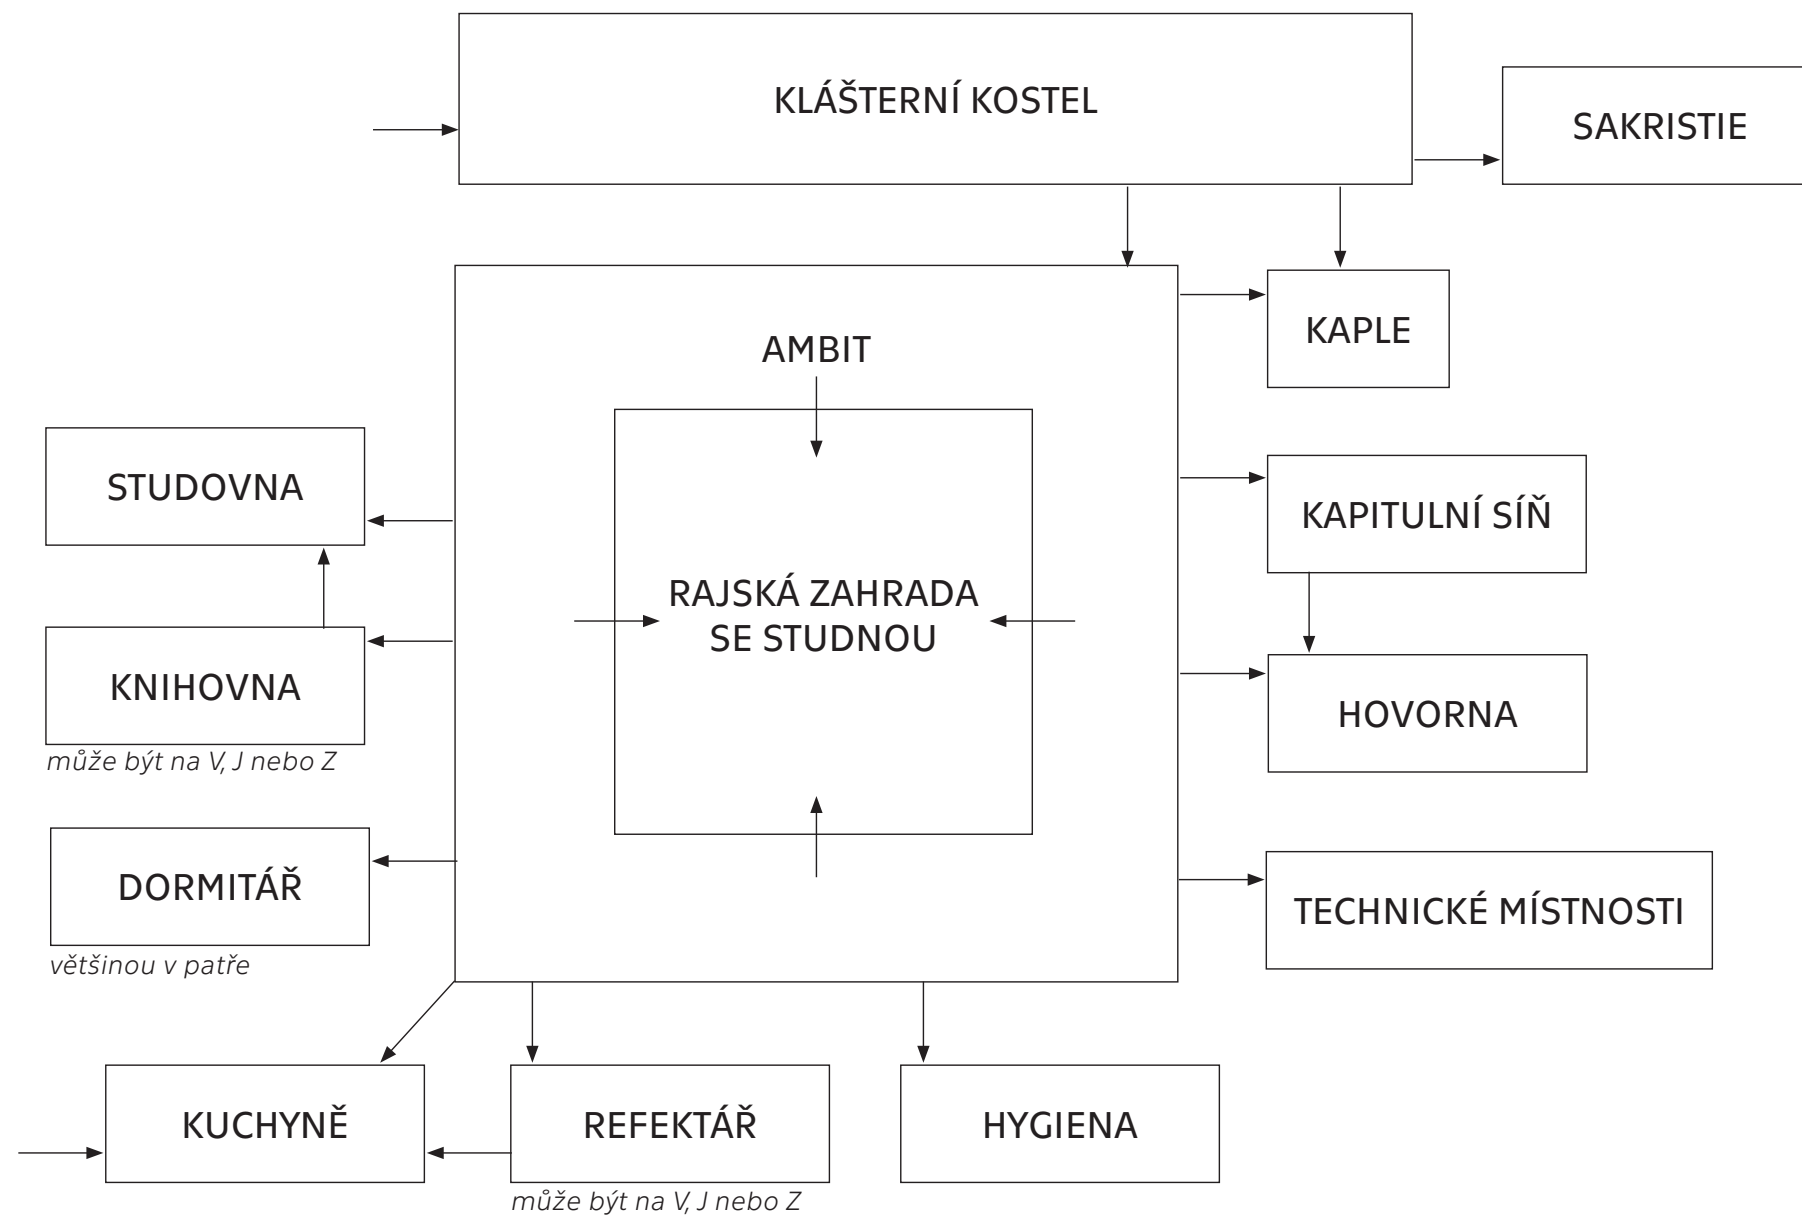 KLÁŠTERNÍ KOSTEL
SAKRISTIE
KAPLE
AMBIT
STUDOVNA
KAPITULNÍ SÍŇ
RAJSKÁ ZAHRADA
SE STUDNOU
KNIHOVNA
může být na V, J nebo Z
HOVORNA
DORMITÁŘ
většinou v patře
TECHNICKÉ MÍSTNOSTI
KUCHYNĚ
REFEKTÁŘ
může být na V, J nebo Z
HYGIENA